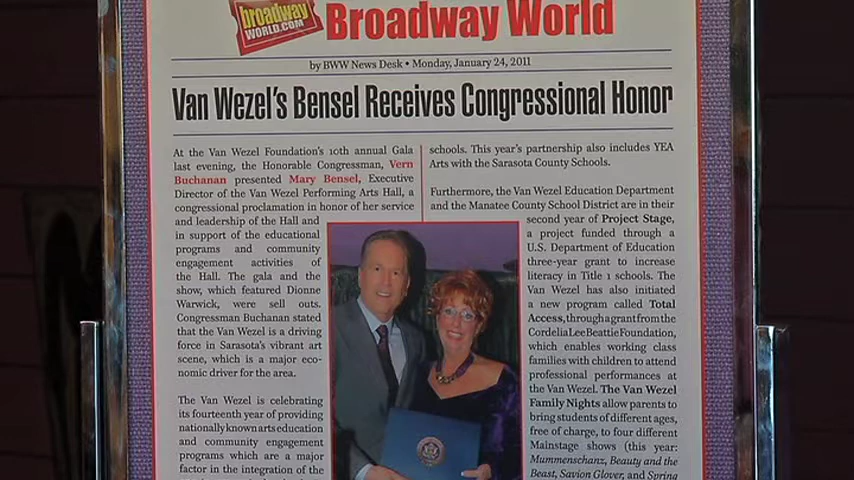 broadway
WORLD.COM
Broadway World
by BWW News Desk • Monday, January 24, 2011
Van Wezel's Bensel Receives Congressional Honor
At the Van Wezel Foundation's 10th annual Gala
last evening, the Honorable Congressman, Vern
Buchanan presented Mary Bensel, Executive
Director of the Van Wezel Performing Arts Hall, a
congressional proclamation in honor of her service
and leadership of the Hall and
in support of the educational
programs and community
engagement activities of
the Hall. The gala and the
show, which featured Dionne
Warwick, were sell outs.
Congressman Buchanan stated
that the Van Wezel is a driving
force in Sarasota's vibrant art
scene, which is a major eco-
nomic driver for the area.
The Van Wezel is celebrating
its fourteenth year of providing
nationally known arts education
and community engagement
programs which are a major
factor in the integration of the
schools. This year's partnership also includes YEA
Arts with the Sarasota County Schools.
Furthermore, the Van Wezel Education Department
and the Manatee County School District are in their
second year of Project Stage,
a project funded through a
U.S. Department of Education
three-year grant to increase
literacy in Title 1 schools. The
Van Wezel has also initiated
a new program called Total
Access, through a grant from the
Cordelia Lee Beattie Foundation,
which enables working class
families with children to attend
professional performances at
the Van Wezel. The Van Wezel
Family Nights allow parents to
bring students of different ages,
free of charge, to four different
Mainstage shows (this year:
Mummenschanz, Beauty and the
Beast, Savion Glover, and Spring